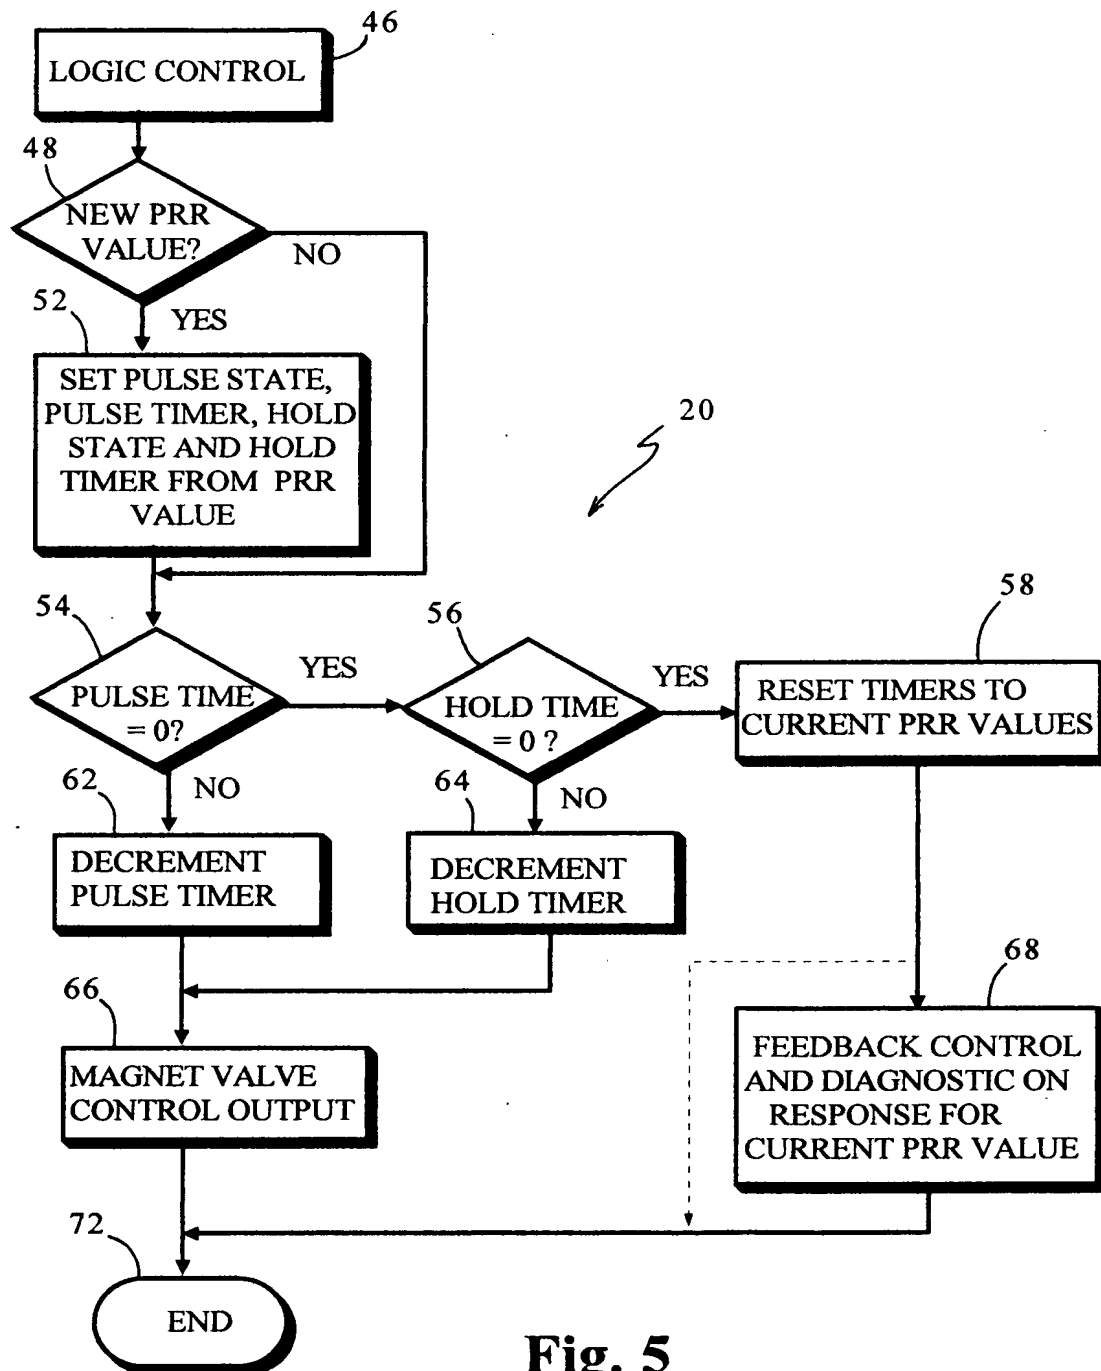 46
LOGIC CONTROL
48
NEW PRR
VALUE?
NO
YES
52
SET PULSE STATE,
PULSE TIMER, HOLD
STATE AND HOLD
TIMER FROM PRR
VALUE
20
54
PULSE TIME
= 0?
YES
56
HOLD TIME
= 0 ?
YES
58
RESET TIMERS TO
CURRENT PRR VALUES
NO
62
DECREMENT
PULSE TIMER
NO
64
DECREMENT
HOLD TIMER
66
MAGNET VALVE
CONTROL OUTPUT
68
FEEDBACK CONTROL
AND DIAGNOSTIC ON
RESPONSE FOR
CURRENT PRR VALUE
72
END
Fig. 5